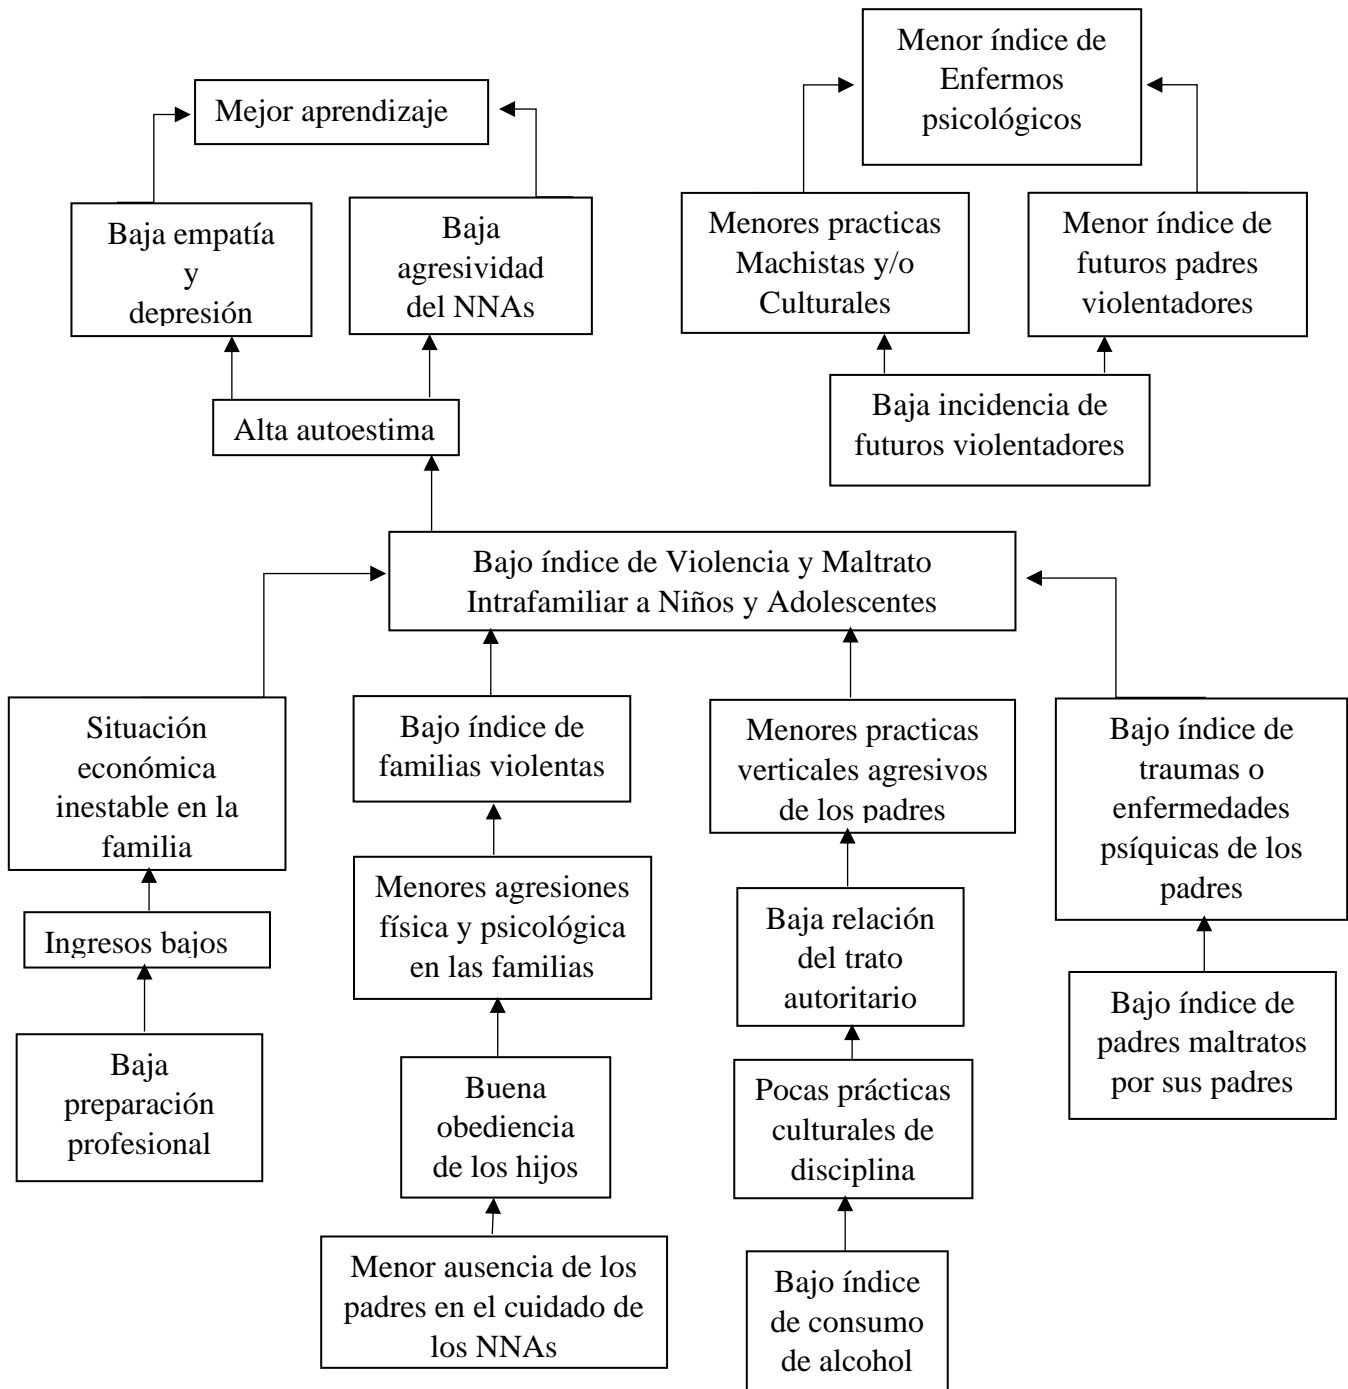 Menor índice de
Enfermos
psicológicos
Mejor aprendizaje
Baja empatía
y
depresión
Baja
agresividad
del NNAs
Menores practicas
Machistas y/o
Culturales
Menor índice de
futuros padres
violentadores
Alta autoestima
Baja incidencia de
futuros violentadores
Bajo índice de Violencia y Maltrato
Intrafamiliar a Niños y Adolescentes
Situación
económica
inestable en la
familia
Bajo índice de
familias violentas
Menores practicas
verticales agresivos
de los padres
Bajo índice de
traumas o
enfermedades
psíquicas de los
padres
Ingresos bajos
Menores agresiones
física y psicológica
en las familias
Baja relación
del trato
autoritario
Bajo índice de
padres maltratos
por sus padres
Baja
preparación
profesional
Buena
obediencia
de los hijos
Pocas prácticas
culturales de
disciplina
Menor ausencia de los
padres en el cuidado de
los NNAs
Bajo índice
de consumo
de alcohol